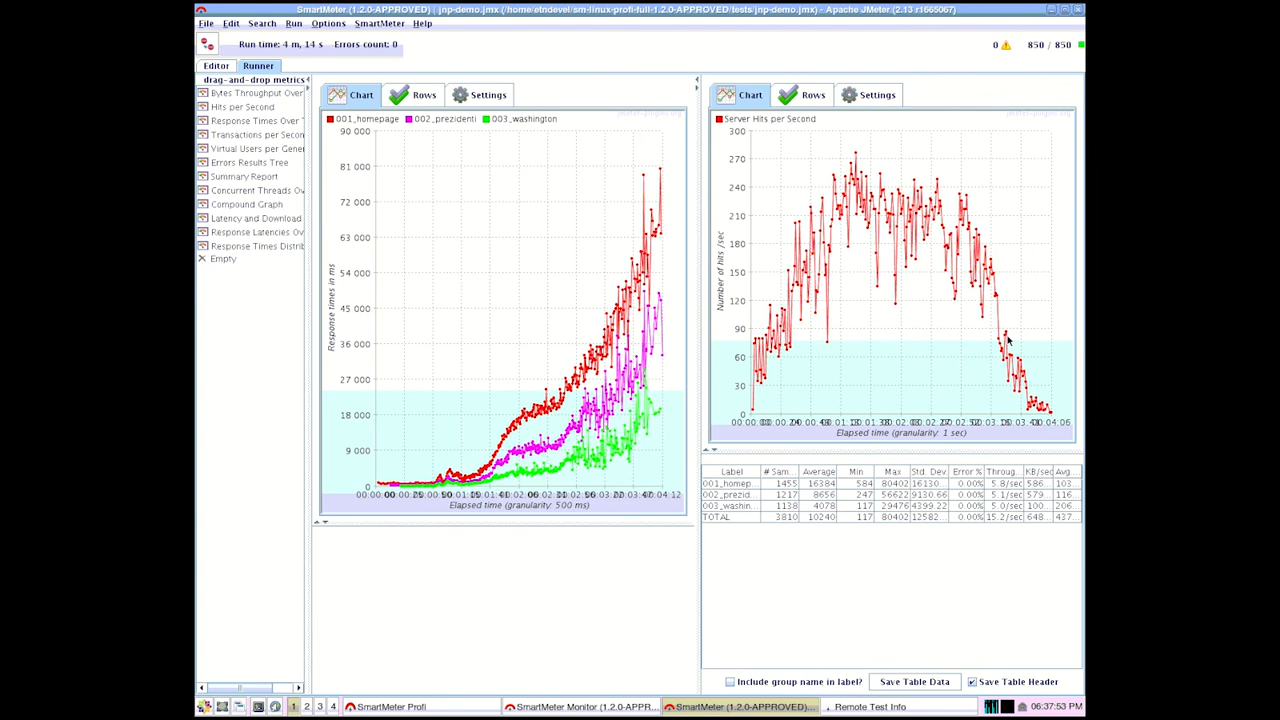 SmartMeter (1.2.0-APPROVED) | jnp-demo.jmx (/home/etndevel/sm-linux-profi-full-1.2.0-APPROVED/tests/jnp-demo.jmx) - Apache JMeter (2.13 r1665067)
File Edit Search Run Options SmartMeter Help
Run time: 4 m, 14 s Errors count: 0
0 850 / 850
Editor Runner
drag-and-drop metrics
Bytes Throughput Over
Hits per Second
Response Times Over
Transactions per Secon
Virtual Users per Gene
Errors Results Tree
Summary Report
Concurrent Threads Ov
Compound Graph
Latency and Download
Response Latencies Ov
Response Times Distrib
Empty
Chart Rows Settings
jmeter-plugins.org
001_homepage 002_prezidenti 003_washington
90 000
81 000
72 000
63 000
54 000
45 000
36 000
27 000
18 000
9 000
0
Response times in ms
Elapsed time (granularity: 500 ms)
Chart Rows Settings
jmeter-plugins.org
Server Hits per Second
300
270
240
210
180
150
120
90
60
30
0
Number of hits /sec
Elapsed time (granularity: 1 sec)
Label # Sam... Average Min Max Std. Dev. Error % Throug... KB/sec Avg...
001_homep... 1455 16384 584 80402 16130... 0.00% 5.8/sec 586... 103...
002_prezid... 1217 8656 247 56622 9130.66 0.00% 5.1/sec 579... 116...
003_washin... 1138 4078 117 29476 4399.22 0.00% 5.0/sec 100... 206...
TOTAL 3810 10240 117 80402 12582... 0.00% 15.2/sec 648... 437...
Include group name in label? Save Table Data Save Table Header
1 2 3 4 SmartMeter Profi SmartMeter Monitor (1.2.0-APPR... SmartMeter (1.2.0-APPROVED)... Remote Test Info 06:37:53 PM